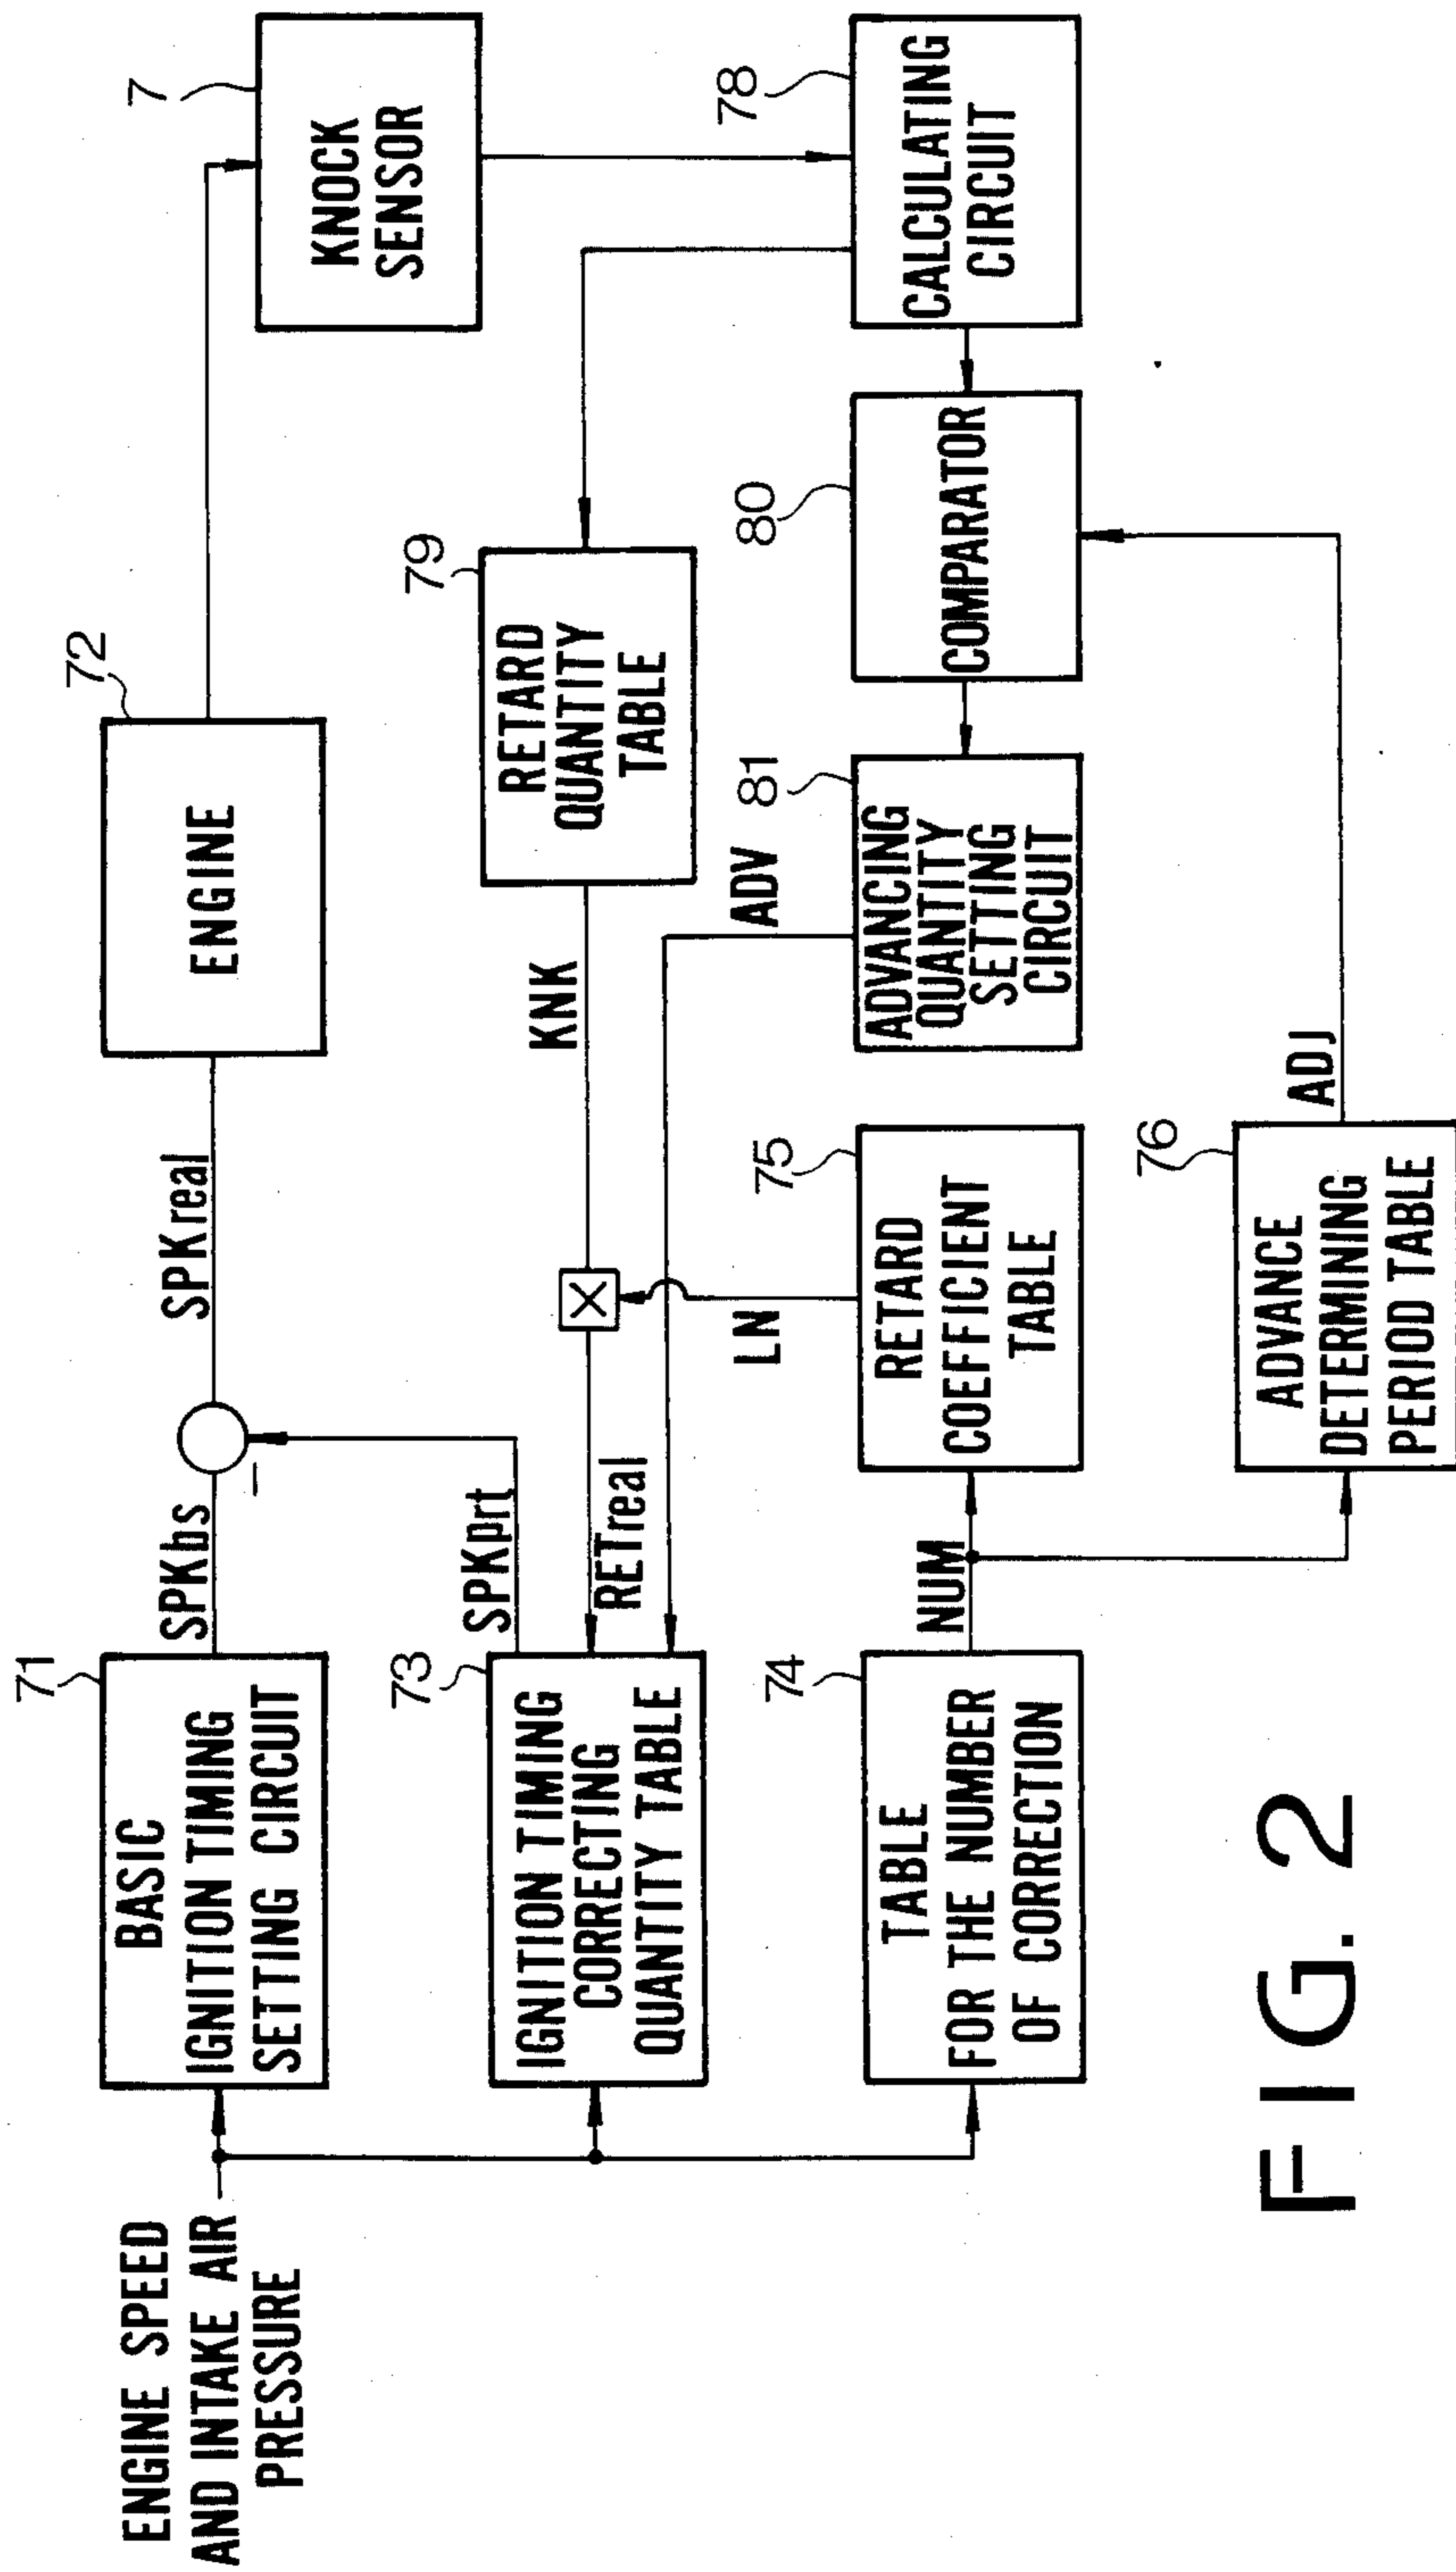 ENGINE SPEED
AND INTAKE AIR
PRESSURE
71
BASIC
IGNITION TIMING
SETTING CIRCUIT
SPKbs
-
SPKreal
72
ENGINE
7
KNOCK
SENSOR
73
IGNITION TIMING
CORRECTING
QUANTITY TABLE
SPKprt
RETreal
X
KNK
79
RETARD
QUANTITY
TABLE
LN
ADV
74
TABLE
FOR THE NUMBER
OF CORRECTION
NUM
75
RETARD
COEFFICIENT
TABLE
81
ADVANCING
QUANTITY
SETTING
CIRCUIT
80
COMPARATOR
78
CALCULATING
CIRCUIT
76
ADVANCE
DETERMINING
PERIOD TABLE
ADJ
FIG. 2